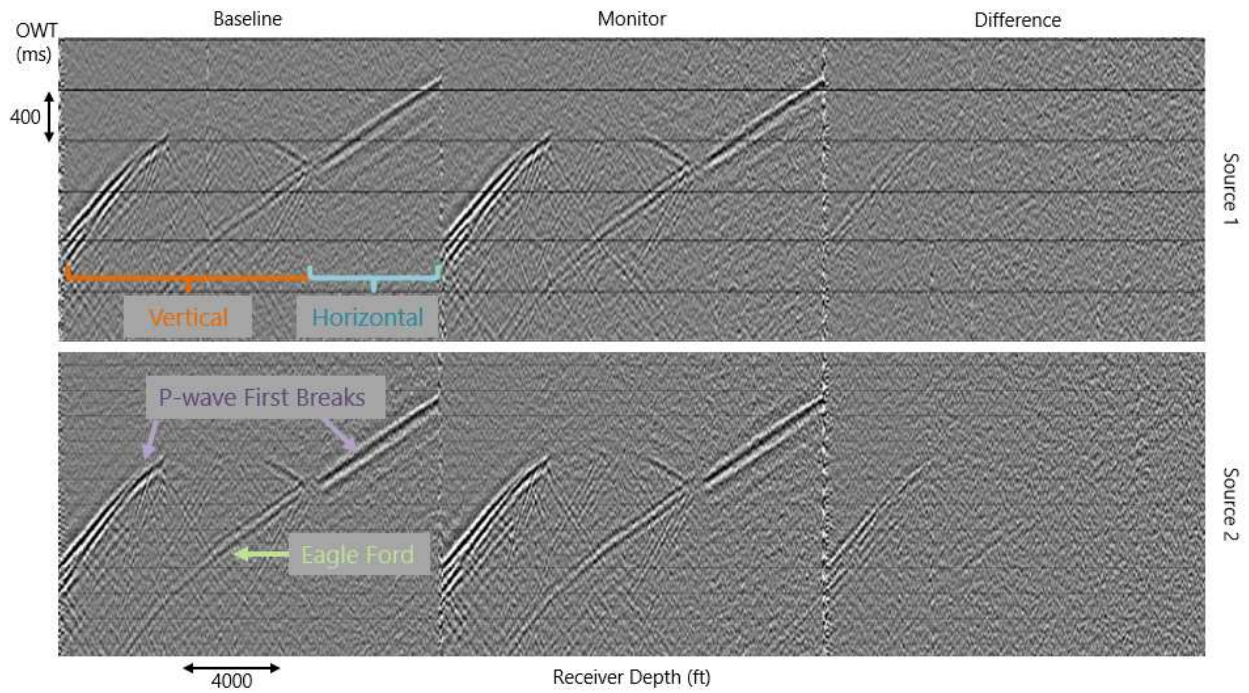 Baseline
Monitor
Difference
OWT
(ms)
400
Source 1
Vertical
Horizontal
P-wave First Breaks
Eagle Ford
Source 2
4000
Receiver Depth (ft)